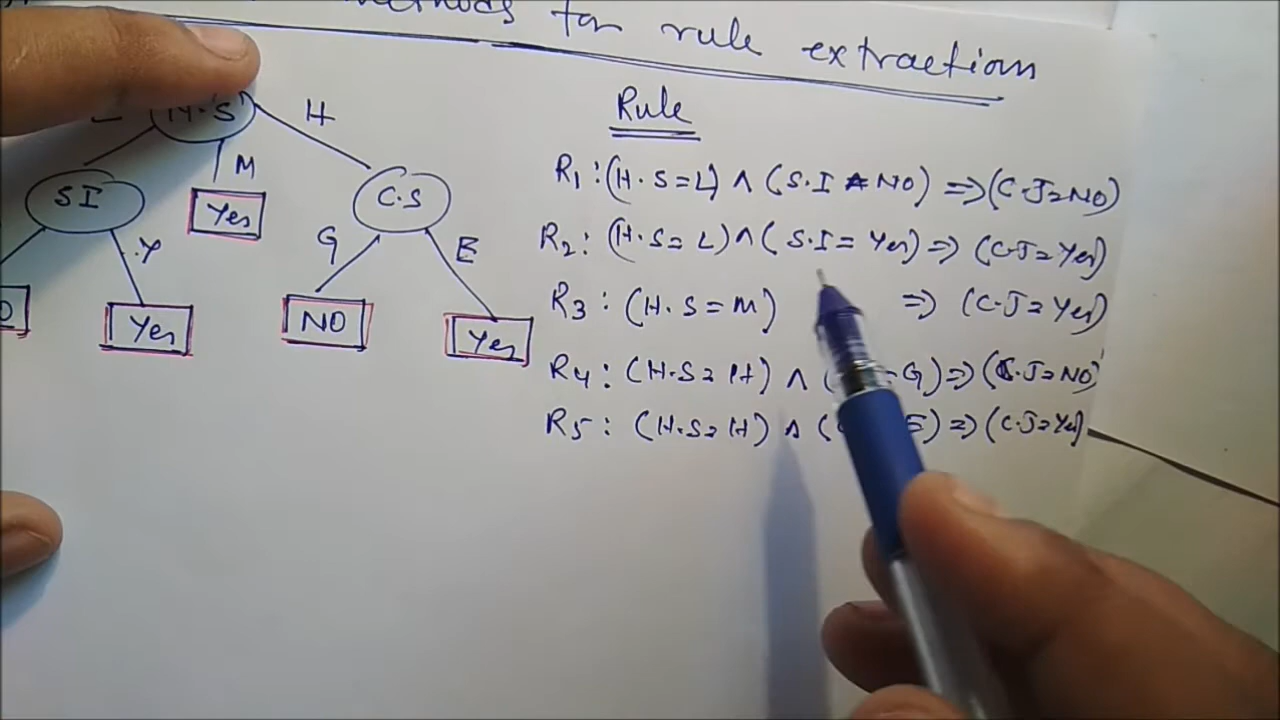 for rule extraction
Rule
H.S
H
M
SI
Yes
C.S
Y
G
E
Yes
NO
Yes
R1 : (H.S = L) ∧ (S.I = NO) => (C.J = NO)
R2 : (H.S = L) ∧ (S.I = Yes) => (C.J = Yes)
R3 : (H.S = M) => (C.J = Yes)
R4 : (H.S = H) ∧ ( G) => (C.J = NO)
R5 : (H.S = H) ∧ ( E) => (C.J = Yes)